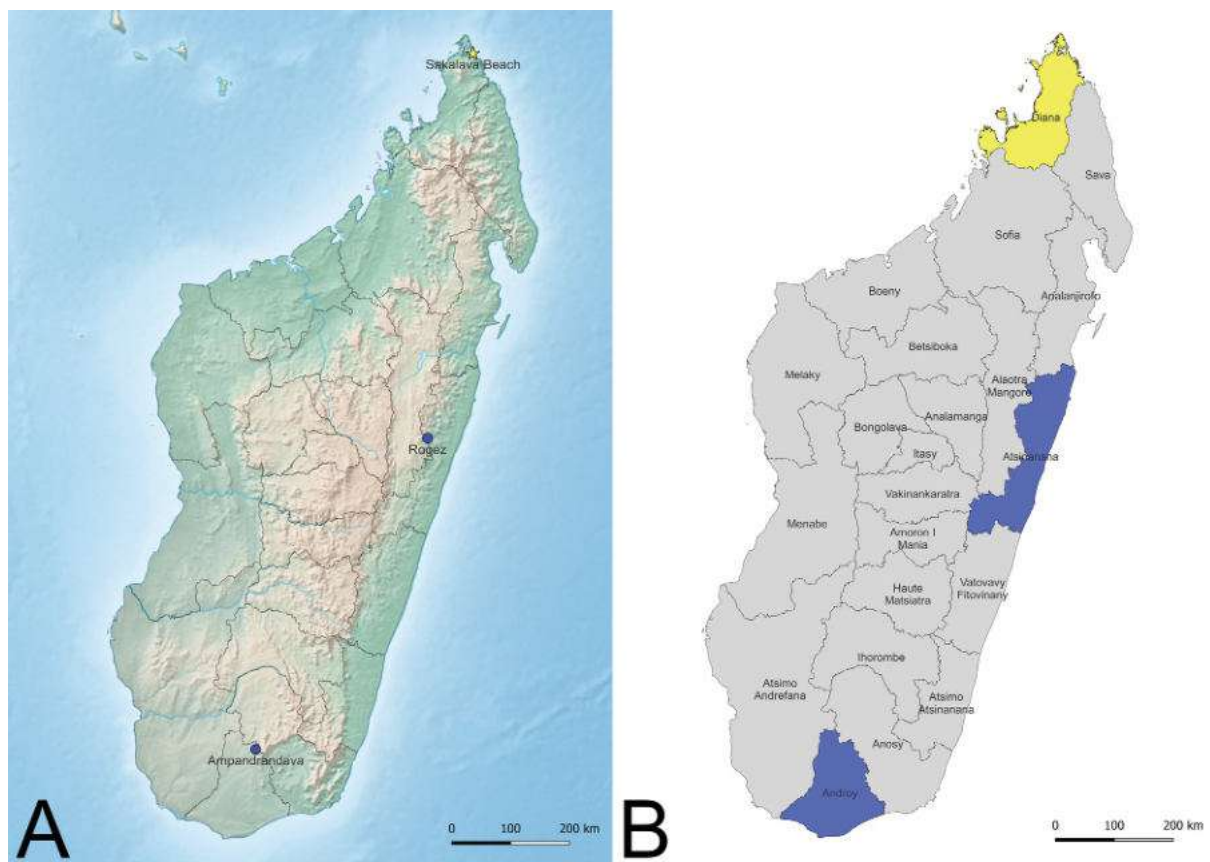 Sakalava Beach
Rogez
Ampandrandava
A
0 100 200 km
Diana
Sava
Sofia
Boeny
Analanjirofo
Betsiboka
Melaky
Alaotra
Mangoro
Analamanga
Bongolava
Atsinanana
Itasy
Vakinankaratra
Menabe
Amoron I
Mania
Haute
Matsiatra
Vatovavy
Fitovinany
Ihorombe
Atsimo
Andrefana
Atsimo
Atsinanana
Anosy
Androy
B
0 100 200 km